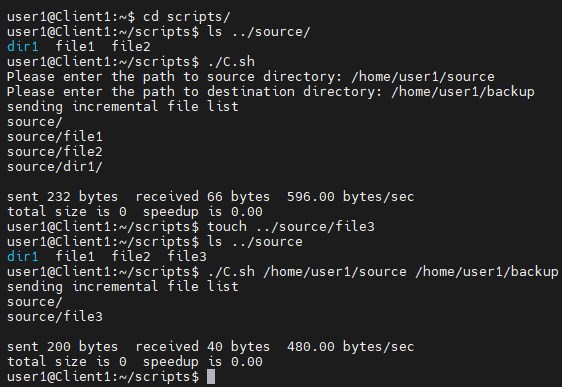 user1@Client1:~$ cd scripts/
user1@Client1:~/scripts$ ls ../source/
dir1  file1  file2
user1@Client1:~/scripts$ ./C.sh
Please enter the path to source directory: /home/user1/source
Please enter the path to destination directory: /home/user1/backup
sending incremental file list
source/
source/file1
source/file2
source/dir1/

sent 232 bytes  received 66 bytes  596.00 bytes/sec
total size is 0  speedup is 0.00
user1@Client1:~/scripts$ touch ../source/file3
user1@Client1:~/scripts$ ls ../source
dir1  file1  file2  file3
user1@Client1:~/scripts$ ./C.sh /home/user1/source /home/user1/backup
sending incremental file list
source/
source/file3

sent 200 bytes  received 40 bytes  480.00 bytes/sec
total size is 0  speedup is 0.00
user1@Client1:~/scripts$